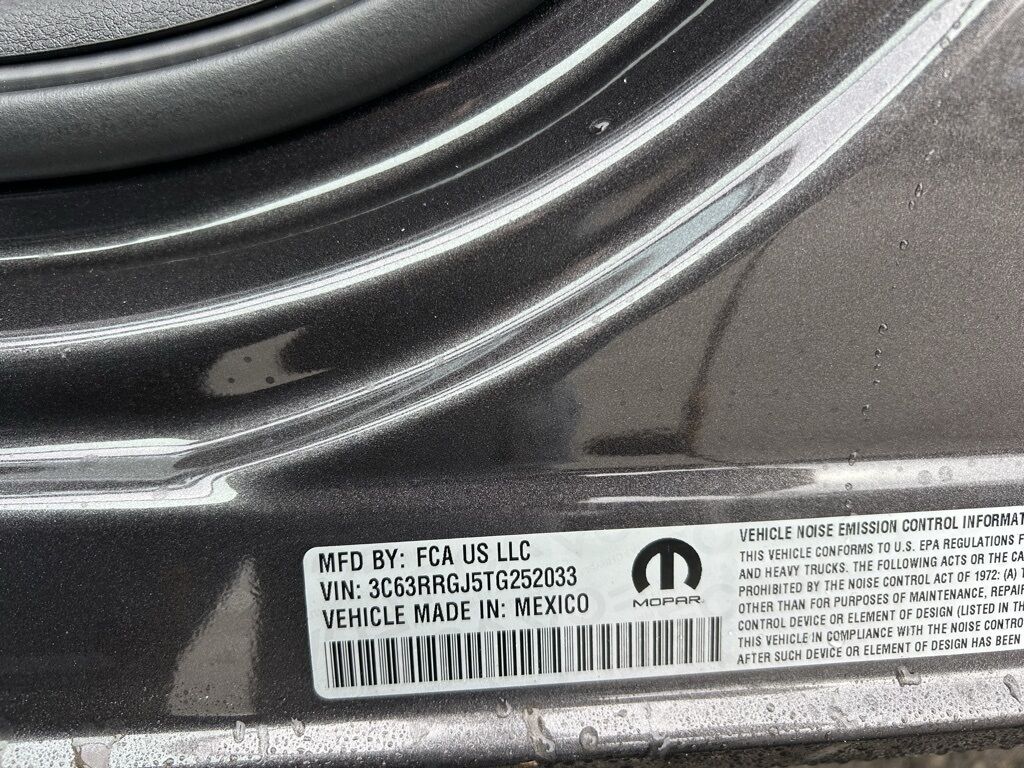 MFD BY: FCA US LLC
VIN: 3C63RRGJ5TG252033
VEHICLE MADE IN: MEXICO
MOPAR
VEHICLE NOISE EMISSION CONTROL INFORMAT
THIS VEHICLE CONFORMS TO U.S. EPA REGULATIONS F
AND HEAVY TRUCKS. THE FOLLOWING ACTS OR THE CA
PROHIBITED BY THE NOISE CONTROL ACT OF 1972: (A) T
OTHER THAN FOR PURPOSES OF MAINTENANCE, REPAIR
CONTROL DEVICE OR ELEMENT OF DESIGN (LISTED IN TH
THIS VEHICLE IN COMPLIANCE WITH THE NOISE CONTRO
AFTER SUCH DEVICE OR ELEMENT OF DESIGN HAS BEEN